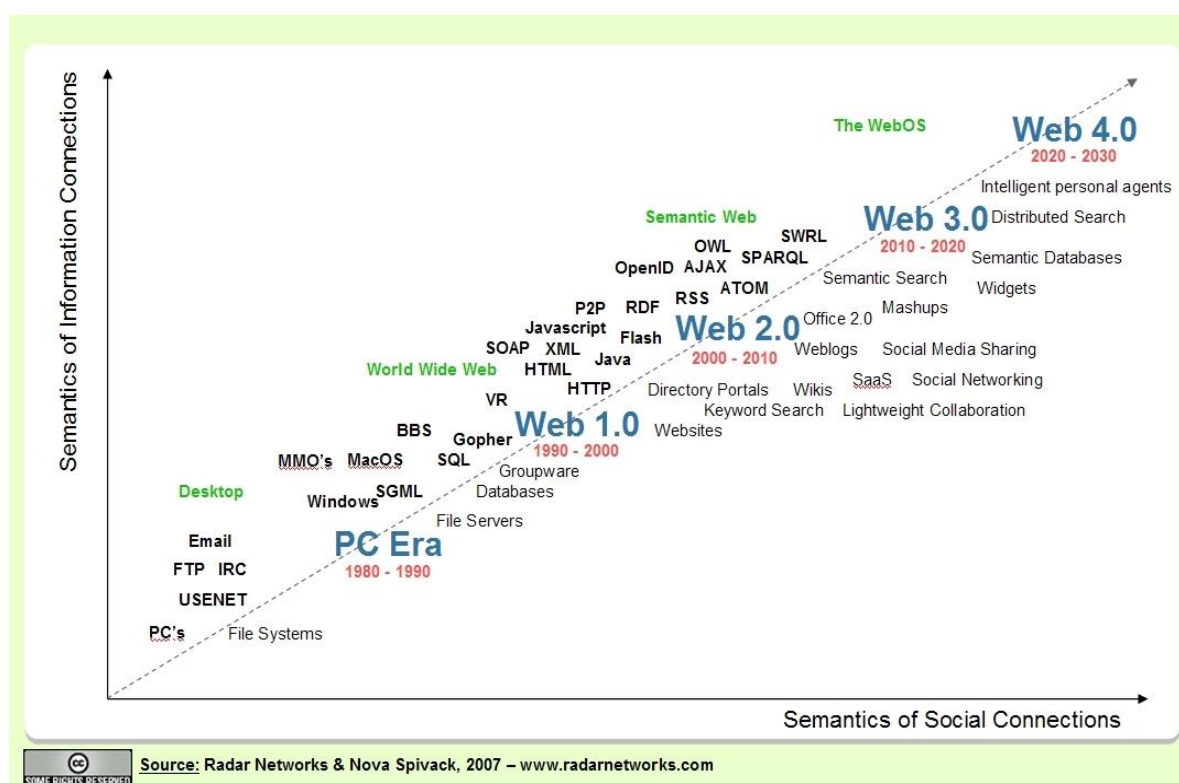 Semantics of Information Connections
The WebOS
Web 4.0
2020 - 2030
Intelligent personal agents
Semantic Web
Web 3.0
Distributed Search
2010 - 2020
SWRL
OWL
SPARQL
Semantic Databases
OpenID
AJAX
Semantic Search
Widgets
ATOM
RSS
P2P
RDF
Mashups
Office 2.0
Web 2.0
2000 - 2010
Javascript
Flash
SOAP
XML
Weblogs
Social Media Sharing
Java
World Wide Web
HTML
HTTP
Directory Portals
Wikis
SaaS
Social Networking
VR
Keyword Search
Lightweight Collaboration
Web 1.0
1990 - 2000
Websites
BBS
Gopher
MMO's
MacOS
SQL
Groupware
Desktop
Windows
SGML
Databases
File Servers
Email
PC Era
1980 - 1990
FTP
IRC
USENET
PC's
File Systems
Semantics of Social Connections
cc
SOME RIGHTS RESERVED
Source: Radar Networks & Nova Spivack, 2007 – www.radarnetworks.com